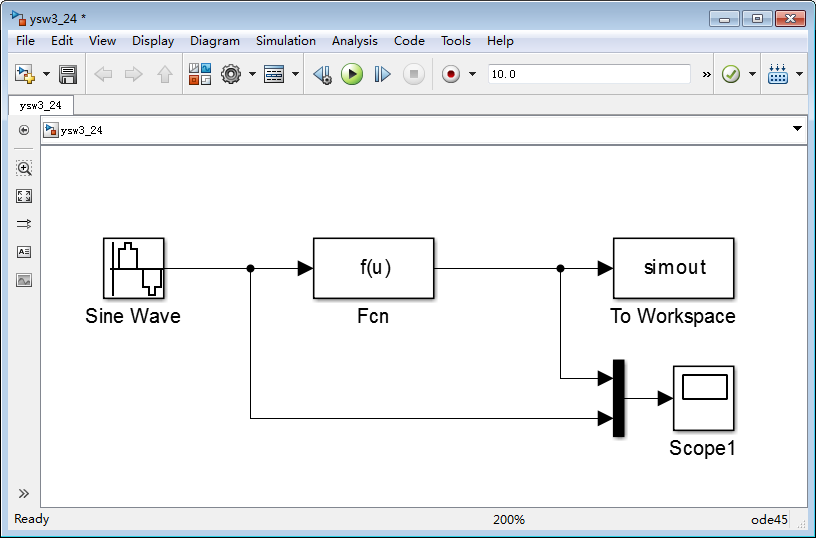 ysw3_24 *
File Edit View Display Diagram Simulation Analysis Code Tools Help
10.0 »
ysw3_24
ysw3_24
f(u) simout
Sine Wave Fcn To Workspace
Scope1
Ready 200% ode45